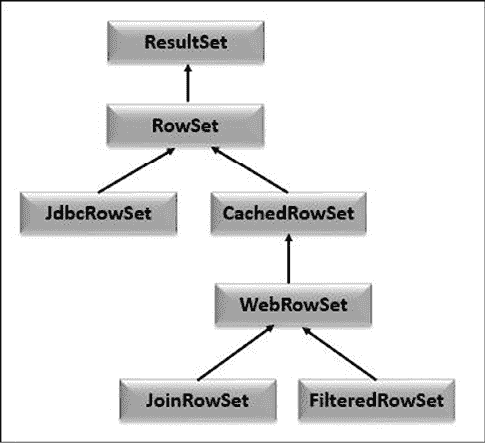 ResultSet
RowSet
JdbcRowSet
CachedRowSet
WebRowSet
JoinRowSet
FilteredRowSet